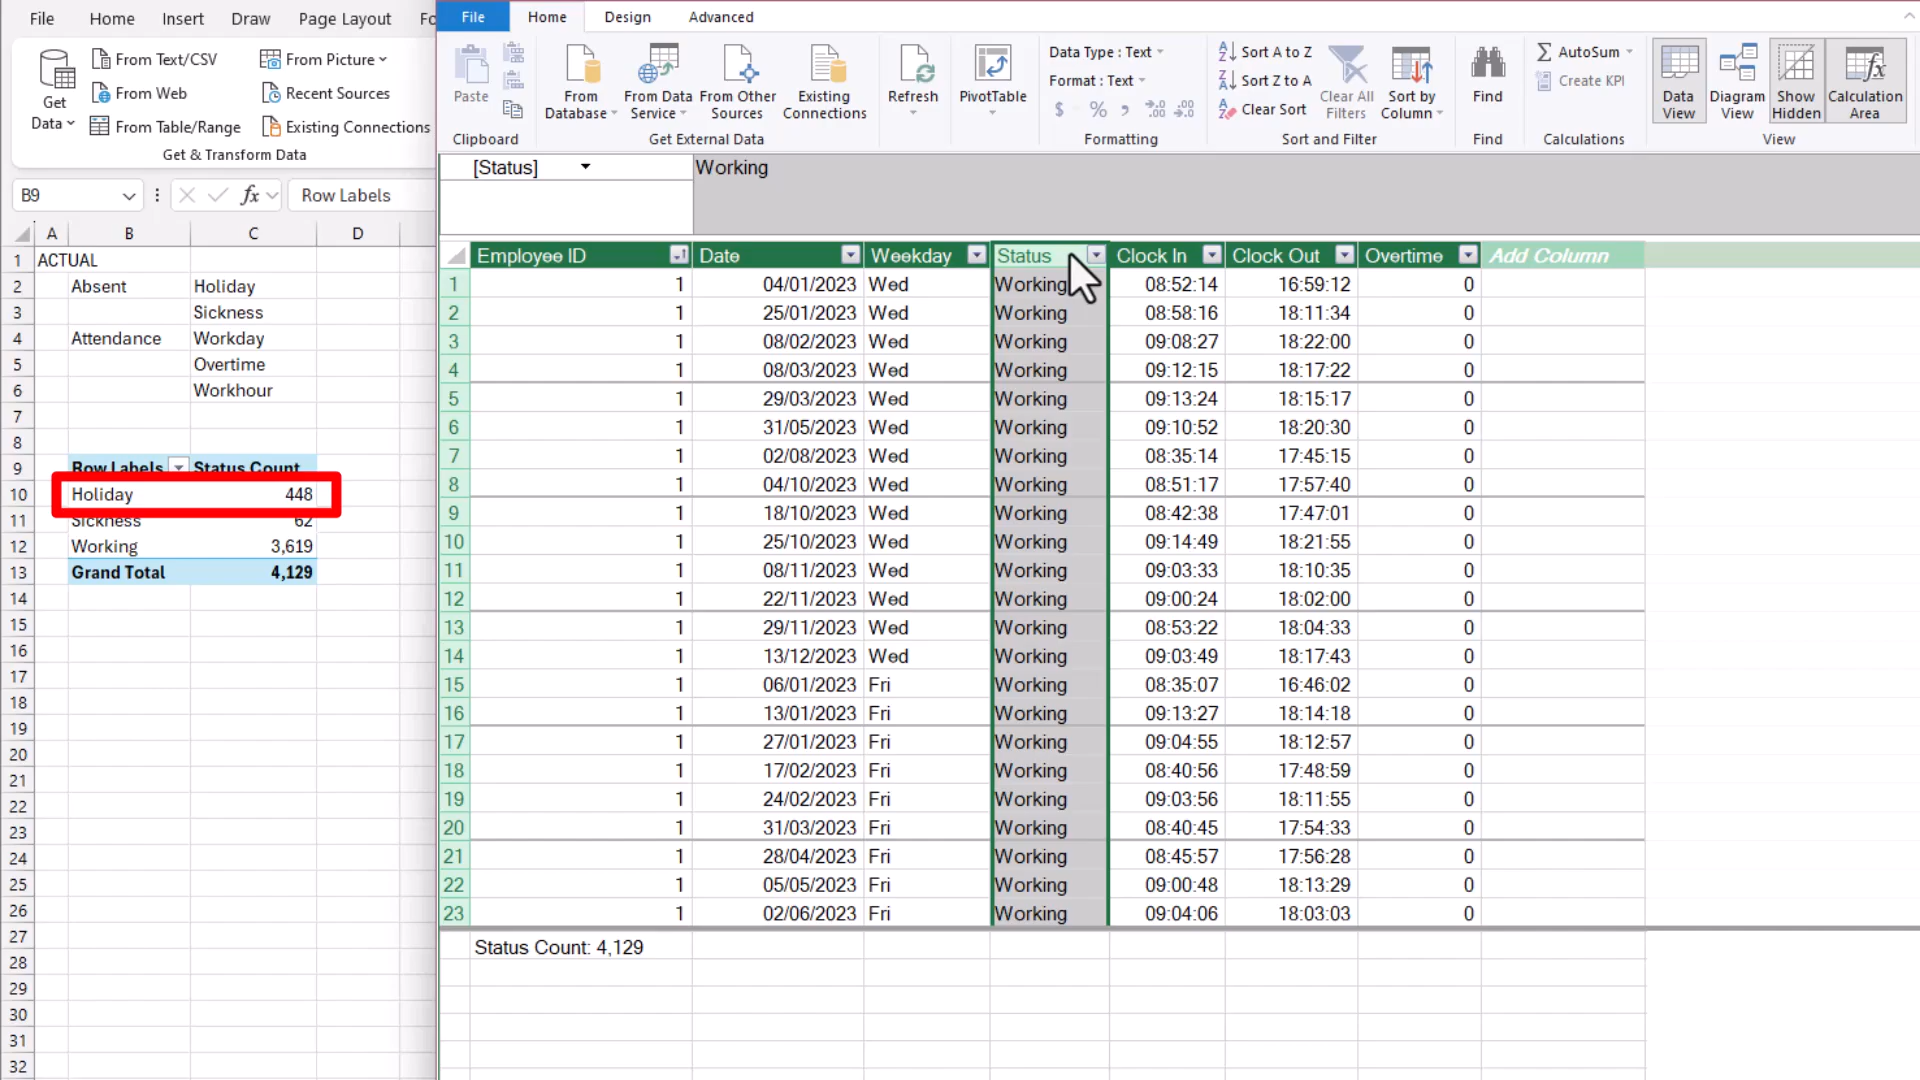 File Home Insert Draw Page Layout Fo
Get Data
From Text/CSV
From Web
From Table/Range
From Picture
Recent Sources
Existing Connections
Get & Transform Data
B9 fx Row Labels
A B C D
1 ACTUAL
2 Absent Holiday
3 Sickness
4 Attendance Workday
5 Overtime
6 Workhour
7
8
9 Row Labels Status Count
10 Holiday 448
11 Sickness 62
12 Working 3,619
13 Grand Total 4,129
14
15
16
17
18
19
20
21
22
23
24
25
26
27
28
29
30
31
32
File Home Design Advanced
Paste
Clipboard
From Database
From Data Service
From Other Sources
Existing Connections
Get External Data
Refresh
PivotTable
Data Type : Text
Format : Text
$ % , .00
Formatting
Sort A to Z
Sort Z to A
Clear Sort
Clear All Filters
Sort by Column
Sort and Filter
Find
Find
AutoSum
Create KPI
Calculations
Data View
Diagram View
Show Hidden
Calculation Area
View
[Status] Working
Employee ID Date Weekday Status Clock In Clock Out Overtime Add Column
1 1 04/01/2023 Wed Working 08:52:14 16:59:12 0
2 1 25/01/2023 Wed Working 08:58:16 18:11:34 0
3 1 08/02/2023 Wed Working 09:08:27 18:22:00 0
4 1 08/03/2023 Wed Working 09:12:15 18:17:22 0
5 1 29/03/2023 Wed Working 09:13:24 18:15:17 0
6 1 31/05/2023 Wed Working 09:10:52 18:20:30 0
7 1 02/08/2023 Wed Working 08:35:14 17:45:15 0
8 1 04/10/2023 Wed Working 08:51:17 17:57:40 0
9 1 18/10/2023 Wed Working 08:42:38 17:47:01 0
10 1 25/10/2023 Wed Working 09:14:49 18:21:55 0
11 1 08/11/2023 Wed Working 09:03:33 18:10:35 0
12 1 22/11/2023 Wed Working 09:00:24 18:02:00 0
13 1 29/11/2023 Wed Working 08:53:22 18:04:33 0
14 1 13/12/2023 Wed Working 09:03:49 18:17:43 0
15 1 06/01/2023 Fri Working 08:35:07 16:46:02 0
16 1 13/01/2023 Fri Working 09:13:27 18:14:18 0
17 1 27/01/2023 Fri Working 09:04:55 18:12:57 0
18 1 17/02/2023 Fri Working 08:40:56 17:48:59 0
19 1 24/02/2023 Fri Working 09:03:56 18:11:55 0
20 1 31/03/2023 Fri Working 08:40:45 17:54:33 0
21 1 28/04/2023 Fri Working 08:45:57 17:56:28 0
22 1 05/05/2023 Fri Working 09:00:48 18:13:29 0
23 1 02/06/2023 Fri Working 09:04:06 18:03:03 0
Status Count: 4,129